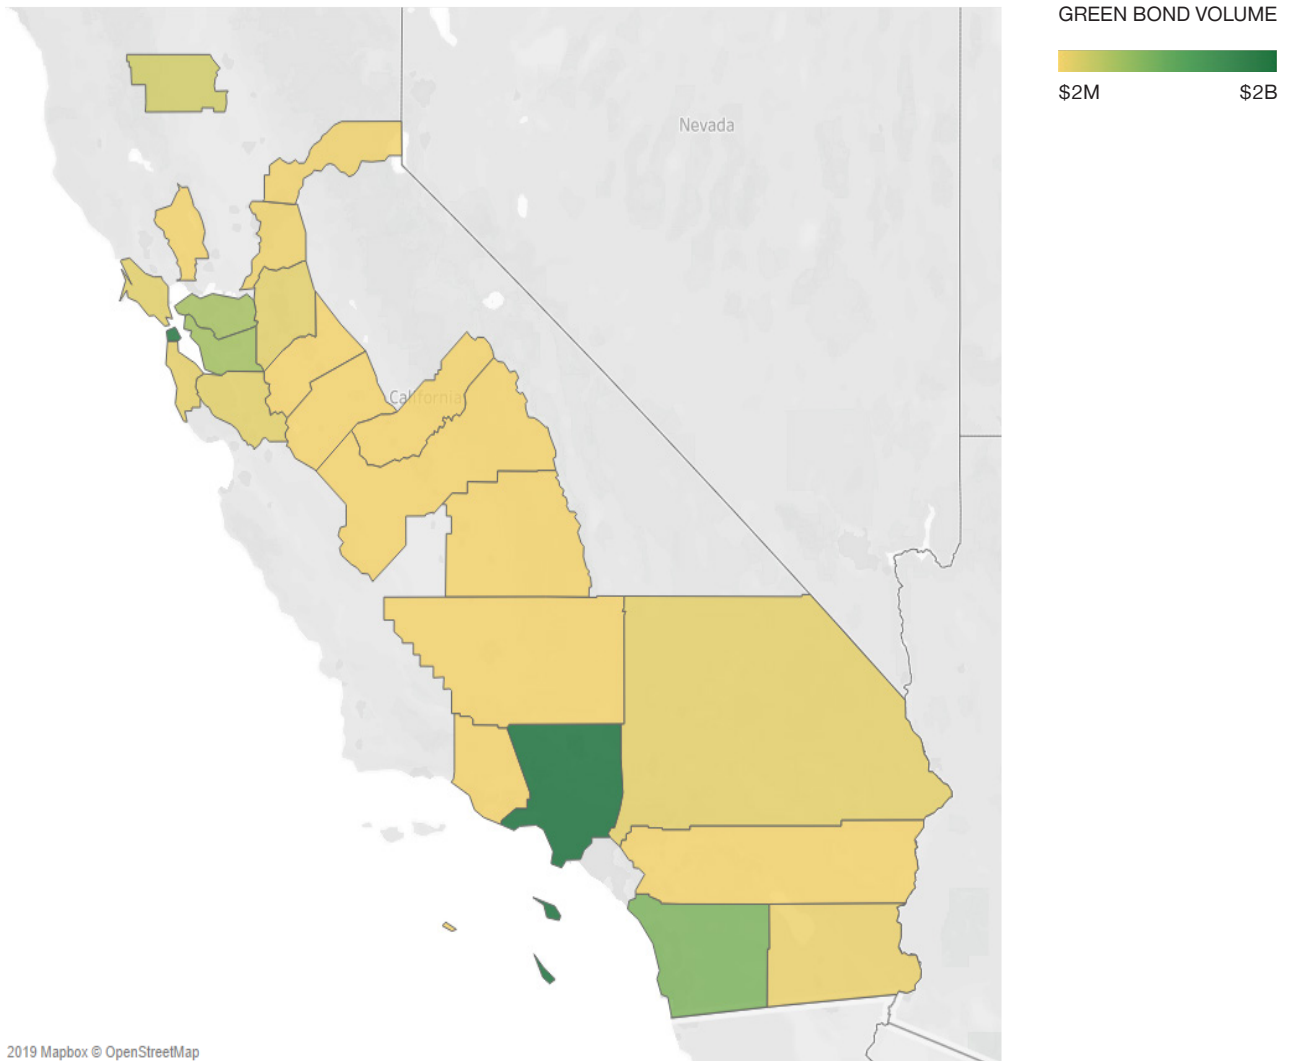 GREEN BOND VOLUME
$2M $2B
Nevada
California
2019 Mapbox © OpenStreetMap